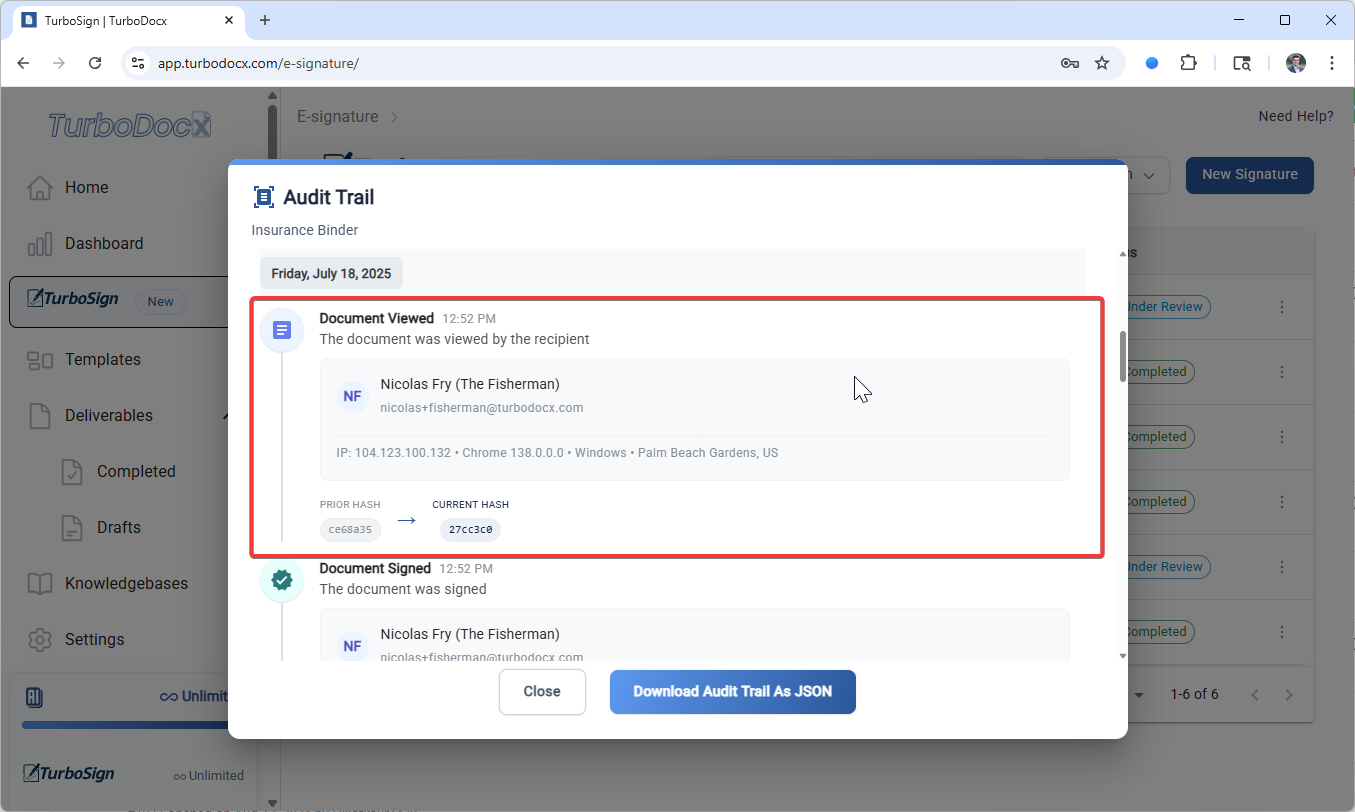 TurboSign | TurboDocx
app.turbodocx.com/e-signature/
TurboDocX
E-signature
Need Help?
Home
New Signature
Dashboard
TurboSign New
Templates
Deliverables
Completed
Drafts
Knowledgebases
Settings
Unlimit
TurboSign
Unlimited
Audit Trail
Insurance Binder
Friday, July 18, 2025
Document Viewed 12:52 PM
The document was viewed by the recipient
NF
Nicolas Fry (The Fisherman)
nicolas+fisherman@turbodocx.com
IP: 104.123.100.132 • Chrome 138.0.0.0 • Windows • Palm Beach Gardens, US
PRIOR HASH
CURRENT HASH
ce68a35 → 27cc3c0
Document Signed 12:52 PM
The document was signed
NF
Nicolas Fry (The Fisherman)
nicolas+fisherman@turbodocx.com
Close
Download Audit Trail As JSON
Under Review
Completed
Completed
Completed
Under Review
Completed
1-6 of 6